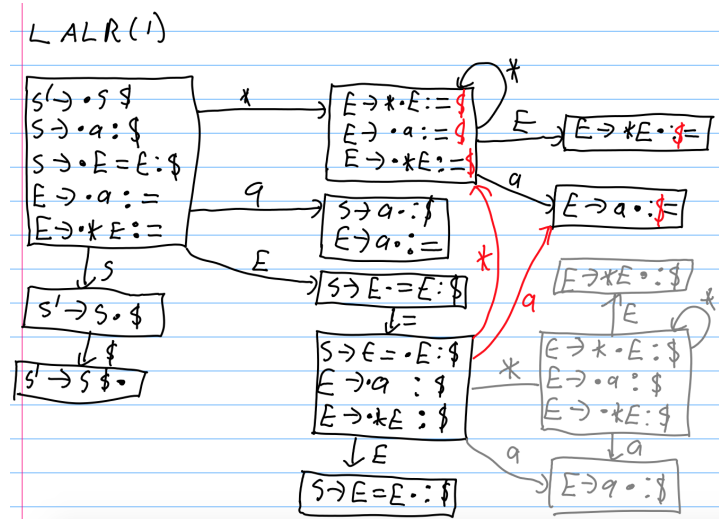 LALR(1)
S'→·S $
S→·a:$
S→·E=E:$
E→·a:=
E→·*E:=
*
E→*·E:=$
E→·a:=$
E→·*E:=$
*
E
E→*E·:$=
a
E→a·:$=
a
S→a·:$
E→a·:=
E
S→E·=E:$
S
S'→S·$
$
S'→S$·
=
S→E=·E:$
E→·a :$
E→·*E :$
*
a
E
S→E=E·:$
E→*E·:$
E
*
*
E→*·E:$
E→·a:$
E→·*E:$
a
a
E→a·:$